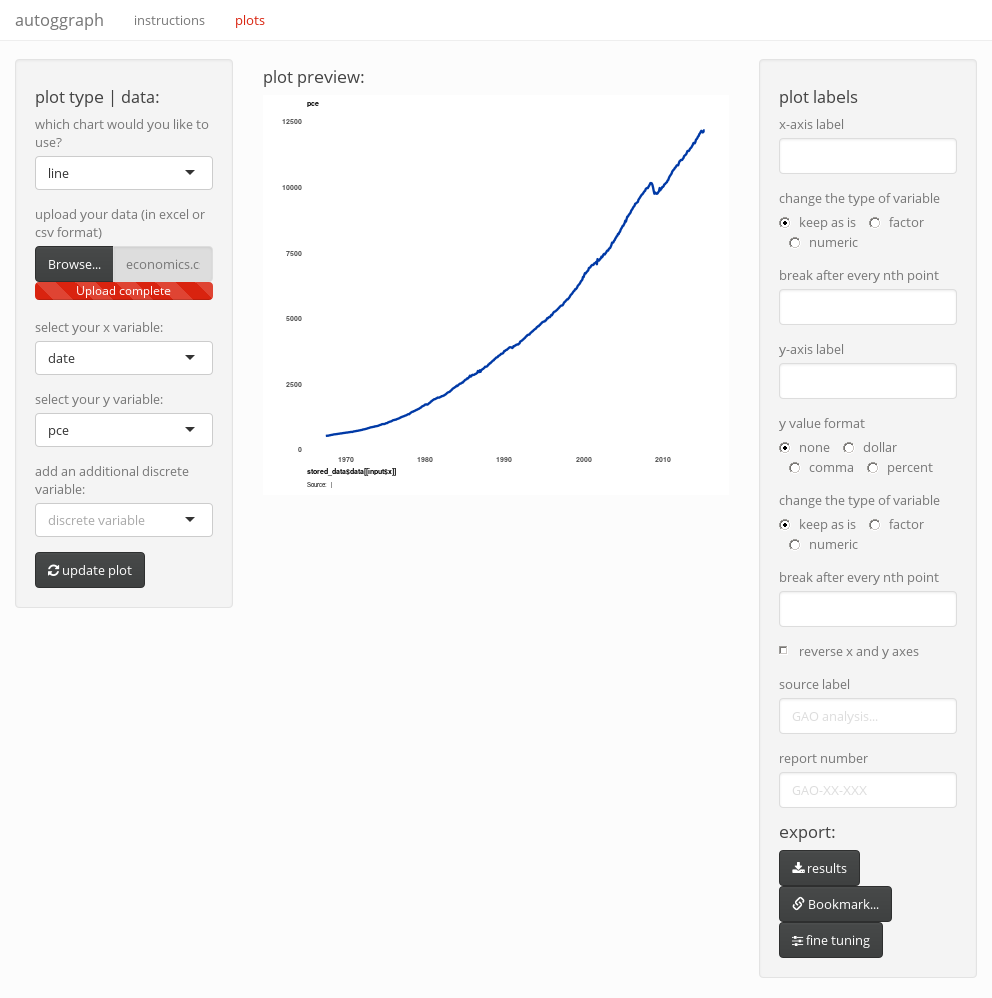 autoggraph instructions plots
plot type | data:
which chart would you like to
use?
line
upload your data (in excel or
csv format)
Browse... economics.c
Upload complete
select your x variable:
date
select your y variable:
pce
add an additional discrete
variable:
discrete variable
update plot
plot preview:
pce
12500
10000
7500
5000
2500
0
1970 1980 1990 2000 2010
stored_data$data[[input$x]]
Source: |
plot labels
x-axis label
change the type of variable
keep as is factor
numeric
break after every nth point
y-axis label
y value format
none dollar
comma percent
change the type of variable
keep as is factor
numeric
break after every nth point
reverse x and y axes
source label
GAO analysis...
report number
GAO-XX-XXX
export:
results
Bookmark...
fine tuning